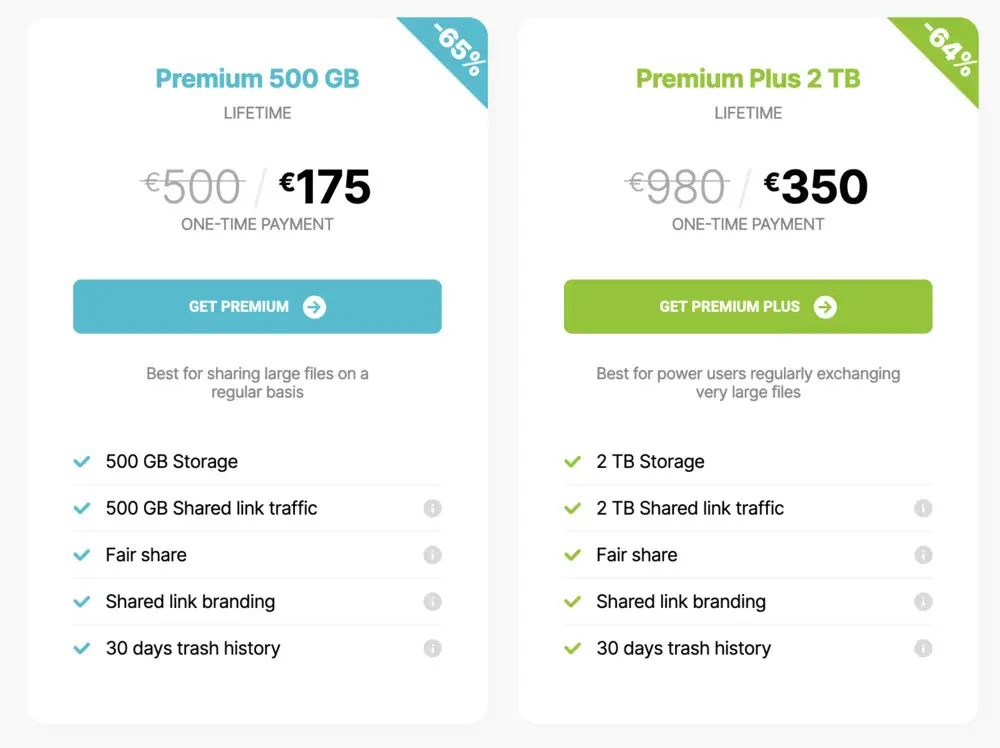 -65%
Premium 500 GB
LIFETIME
€500 / €175
ONE-TIME PAYMENT
GET PREMIUM
Best for sharing large files on a
regular basis
500 GB Storage
500 GB Shared link traffic
Fair share
Shared link branding
30 days trash history
-64%
Premium Plus 2 TB
LIFETIME
€980 / €350
ONE-TIME PAYMENT
GET PREMIUM PLUS
Best for power users regularly exchanging
very large files
2 TB Storage
2 TB Shared link traffic
Fair share
Shared link branding
30 days trash history